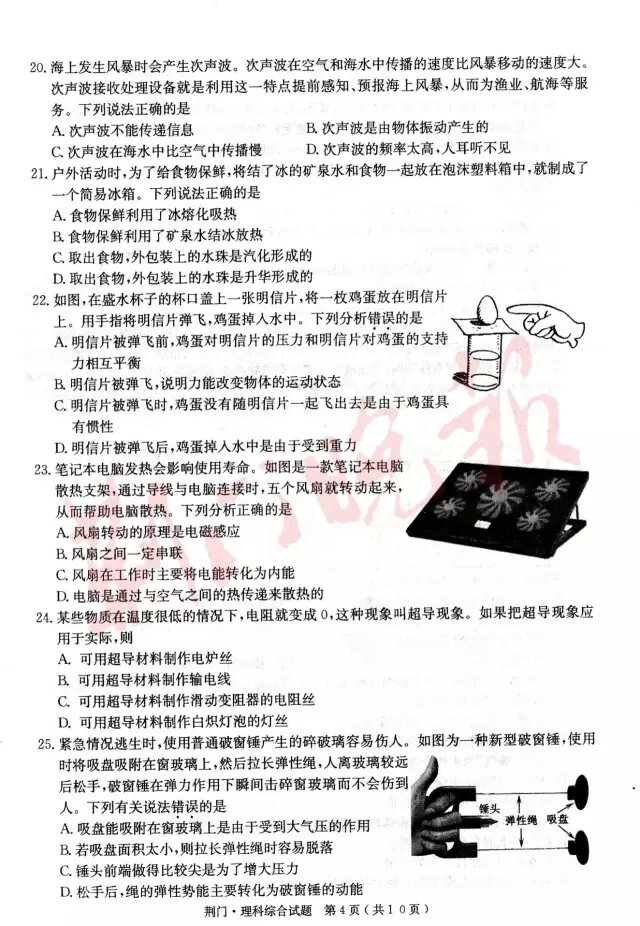 20. 海上发生风暴时会产生次声波。次声波在空气和海水中传播的速度比风暴移动的速度大。
次声波接收处理设备就是利用这一特点提前感知、预报海上风暴,从而为渔业、航海等服
务。下列说法正确的是
A. 次声波不能传递信息 B. 次声波是由物体振动产生的
C. 次声波在海水中比空气中传播慢 D. 次声波的频率太高,人耳听不见
21. 户外活动时,为了给食物保鲜,将结了冰的矿泉水和食物一起放在泡沫塑料箱中,就制成了
一个简易冰箱。下列说法正确的是
A. 食物保鲜利用了冰熔化吸热
B. 食物保鲜利用了矿泉水结冰放热
C. 取出食物,外包装上的水珠是汽化形成的
D. 取出食物,外包装上的水珠是升华形成的
22. 如图,在盛水杯子的杯口盖上一张明信片,将一枚鸡蛋放在明信片
上。用手指将明信片弹飞,鸡蛋掉入水中。下列分析错误的是
A. 明信片被弹飞前,鸡蛋对明信片的压力和明信片对鸡蛋的支持
力相互平衡
B. 明信片被弹飞,说明力能改变物体的运动状态
C. 明信片被弹飞时,鸡蛋没有随明信片一起飞出去是由于鸡蛋具
有惯性
D. 明信片被弹飞后,鸡蛋掉入水中是由于受到重力
23. 笔记本电脑发热会影响使用寿命。如图是一款笔记本电脑
散热支架,通过导线与电脑连接时,五个风扇就转动起来,
从而帮助电脑散热。下列分析正确的是
A. 风扇转动的原理是电磁感应
B. 风扇之间一定串联
C. 风扇在工作时主要将电能转化为内能
D. 电脑是通过与空气之间的热传递来散热的
24. 某些物质在温度很低的情况下,电阻就变成0,这种现象叫超导现象。如果把超导现象应
用于实际,则
A. 可用超导材料制作电炉丝
B. 可用超导材料制作输电线
C. 可用超导材料制作滑动变阻器的电阻丝
D. 可用超导材料制作白炽灯泡的灯丝
25. 紧急情况逃生时,使用普通破窗锤产生的碎玻璃容易伤人。如图为一种新型破窗锤,使用
时将吸盘吸附在窗玻璃上,然后拉长弹性绳,人离玻璃较远
后松手,破窗锤在弹力作用下瞬间击碎窗玻璃而不会伤到
人。下列有关说法错误的是
锤头 弹性绳 吸盘
A. 吸盘能吸附在窗玻璃上是由于受到大气压的作用
B. 若吸盘面积太小,则拉长弹性绳时容易脱落
C. 锤头前端做得比较尖是为了增大压力
D. 松手后,绳的弹性势能主要转化为破窗锤的动能
荆门·理科综合试题 第4页(共10页)
荆门晚报